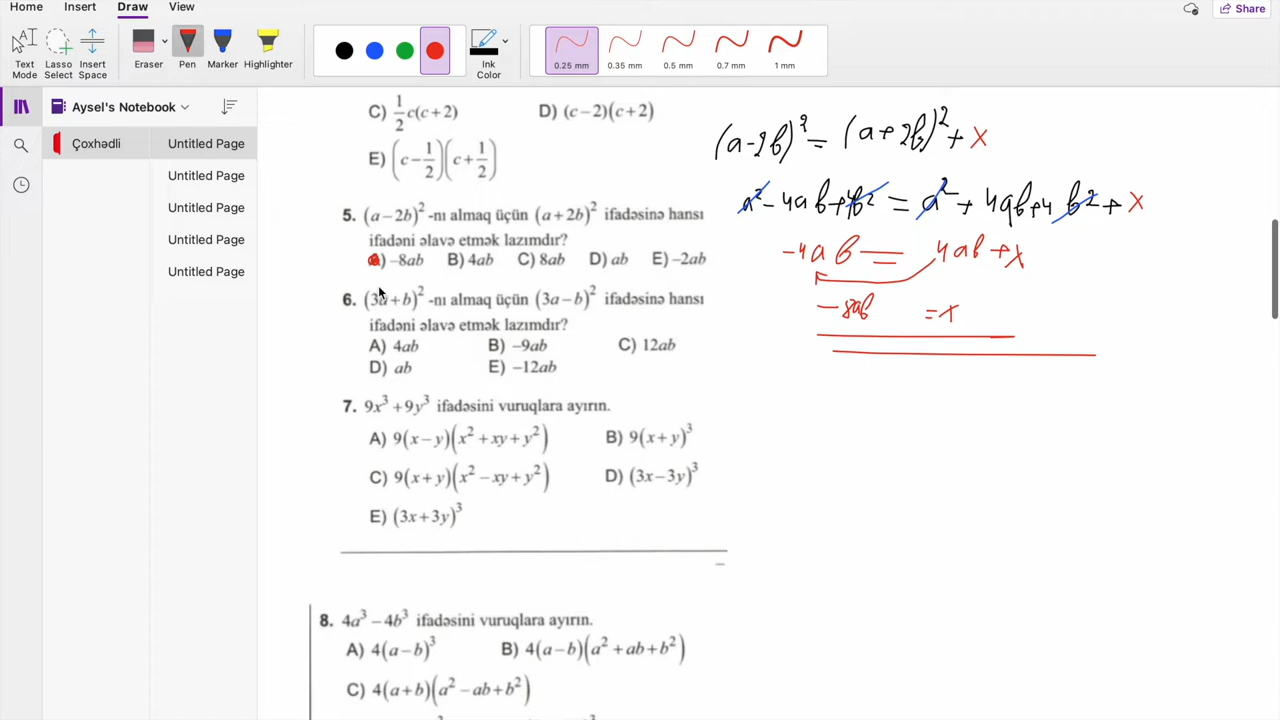 Home Insert Draw View Share
Text Mode Lasso Select Insert Space Eraser Pen Marker Highlighter Ink Color 0.25 mm 0.35 mm 0.5 mm 0.7 mm 1 mm
Aysel's Notebook
Çoxhədli
Untitled Page
Untitled Page
Untitled Page
Untitled Page
Untitled Page
C) 1/2 c(c+2) D) (c−2)(c+2)
E) (c−1/2)(c+1/2)
5. (a−2b)² -nı almaq üçün (a+2b)² ifadəsinə hansı
ifadəni əlavə etmək lazımdır?
) −8ab B) 4ab C) 8ab D) ab E) −2ab
6. (3a+b)² -nı almaq üçün (3a−b)² ifadəsinə hansı
ifadəni əlavə etmək lazımdır?
A) 4ab B) −9ab C) 12ab
D) ab E) −12ab
7. 9x³+9y³ ifadəsini vuruqlara ayırın.
A) 9(x−y)(x²+xy+y²) B) 9(x+y)³
C) 9(x+y)(x²−xy+y²) D) (3x−3y)³
E) (3x+3y)³
8. 4a³−4b³ ifadəsini vuruqlara ayırın.
A) 4(a−b)³ B) 4(a−b)(a²+ab+b²)
C) 4(a+b)(a²−ab+b²)
(a-2b)² = (a+2b)² + x
a² - 4ab + 4b² = a² + 4ab + 4b² + x
-4ab = 4ab + x
-8ab = x